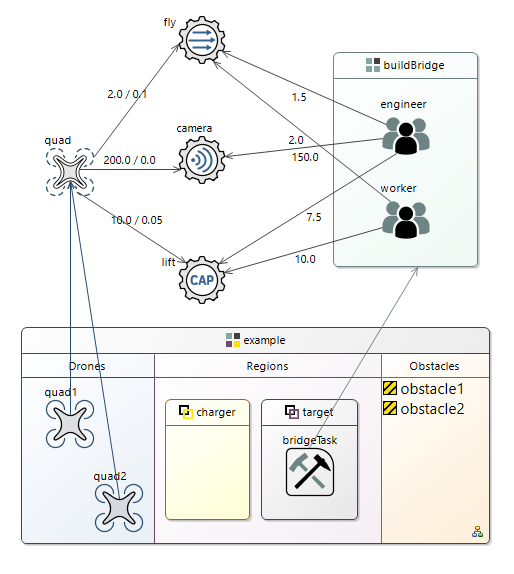 fly
buildBridge
2.0 / 0.1
1.5
engineer
camera
quad
2.0
150.0
200.0 / 0.0
worker
10.0 / 0.05
7.5
lift
CAP
10.0
example
Drones
Regions
Obstacles
quad1
charger
target
obstacle1
obstacle2
bridgeTask
quad2